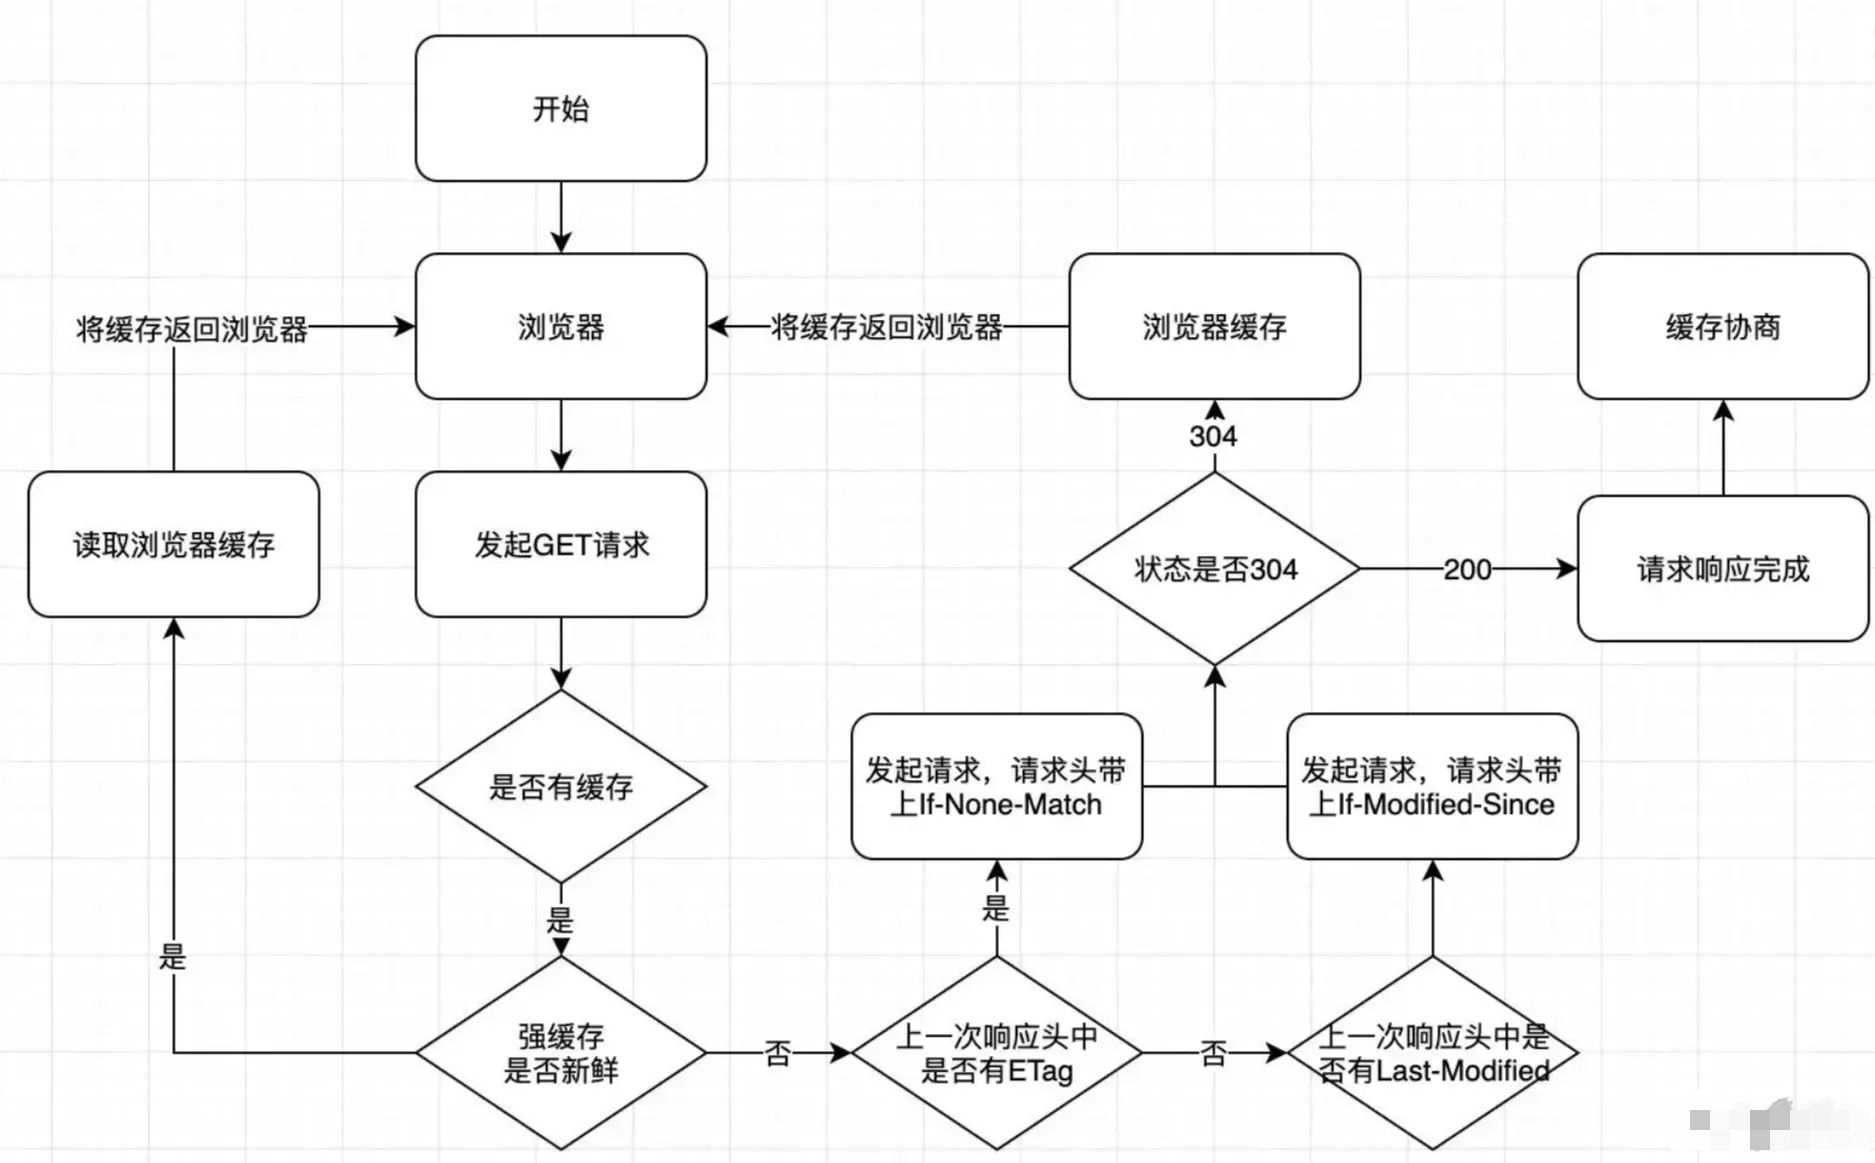 开始
将缓存返回浏览器
浏览器
将缓存返回浏览器
浏览器缓存
缓存协商
304
读取浏览器缓存
发起GET请求
状态是否304
200
请求响应完成
是否有缓存
发起请求，请求头带
上If-None-Match
发起请求，请求头带
上If-Modified-Since
是
是
是
强缓存
是否新鲜
否
上一次响应头中
是否有ETag
否
上一次响应头中是
否有Last-Modified